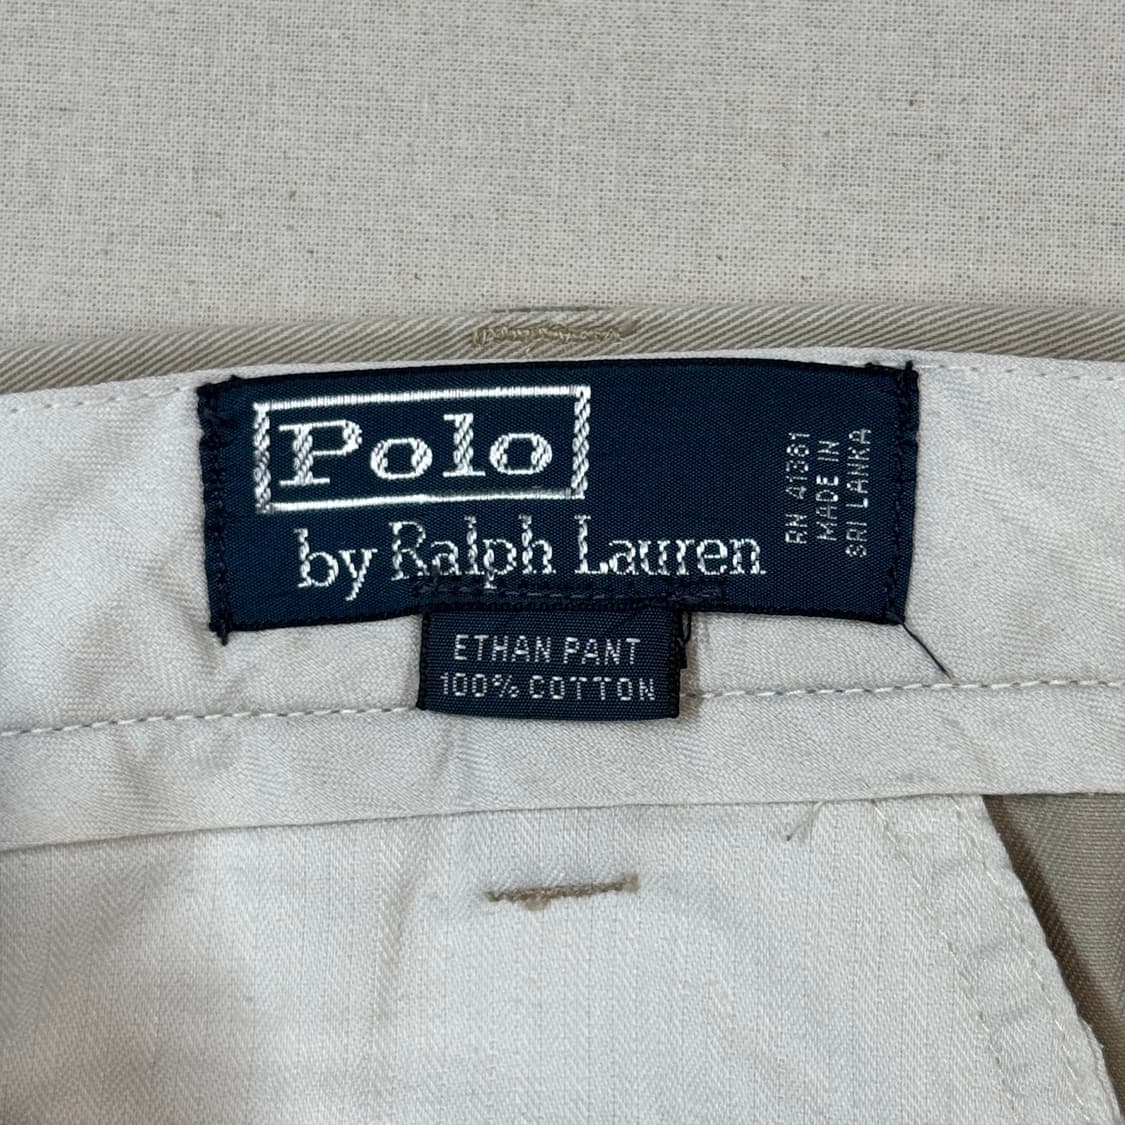 Polo
by Ralph Lauren
RN 41381
MADE IN
SRI LANKA
ETHAN PANT
100% COTTON